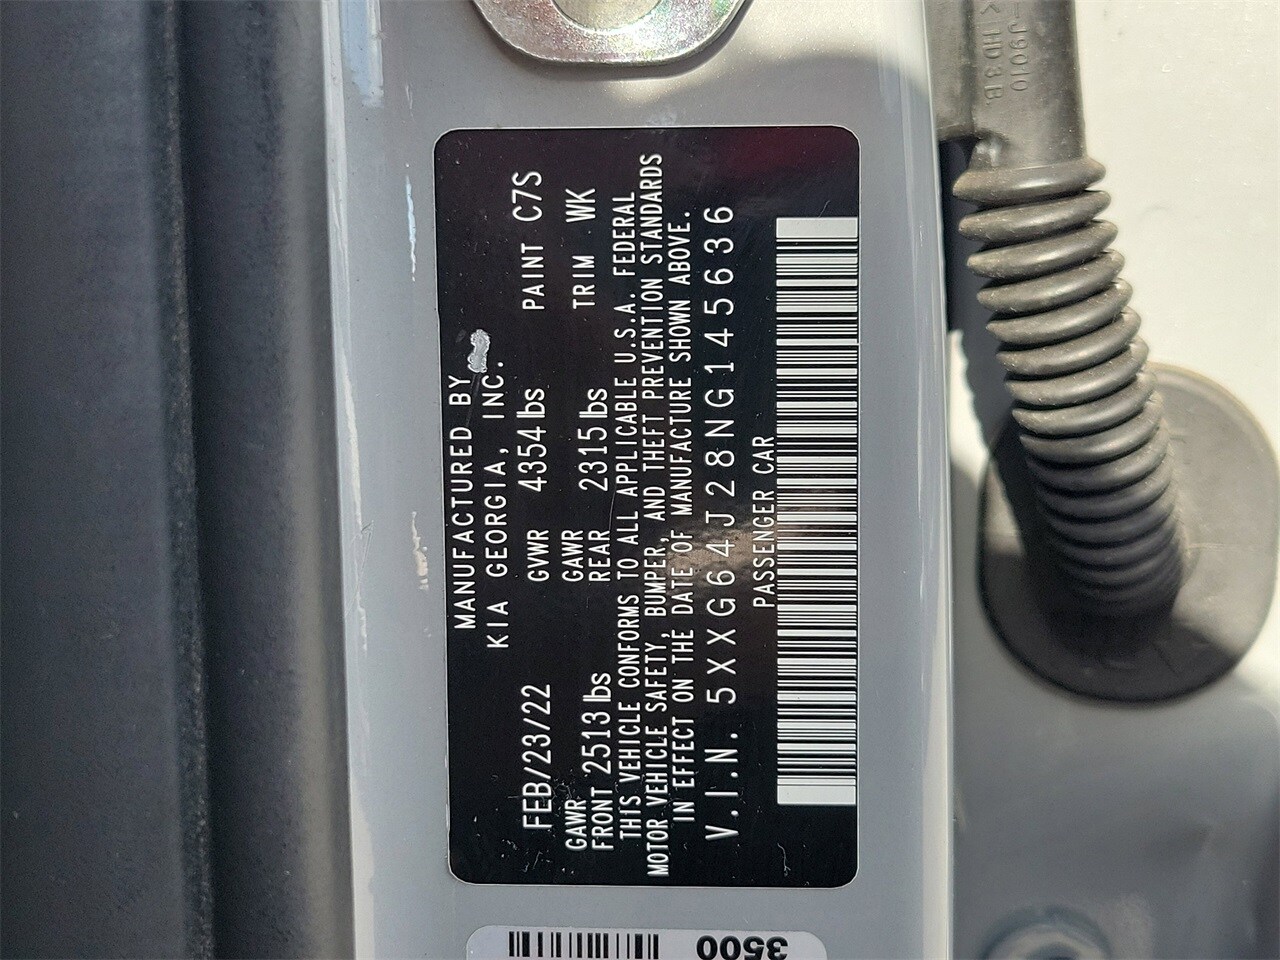 MANUFACTURED BY
KIA GEORGIA, INC.
FEB/23/22 GVWR 4354 lbs PAINT C7S
GAWR GAWR TRIM WK
FRONT 2513 lbs REAR 2315 lbs
THIS VEHICLE CONFORMS TO ALL APPLICABLE U.S.A. FEDERAL
MOTOR VEHICLE SAFETY, BUMPER, AND THEFT PREVENTION STANDARDS
IN EFFECT ON THE DATE OF MANUFACTURE SHOWN ABOVE.
V.I.N. 5XXG64J28NG145636
PASSENGER CAR
3500
-J9010
<HD3B